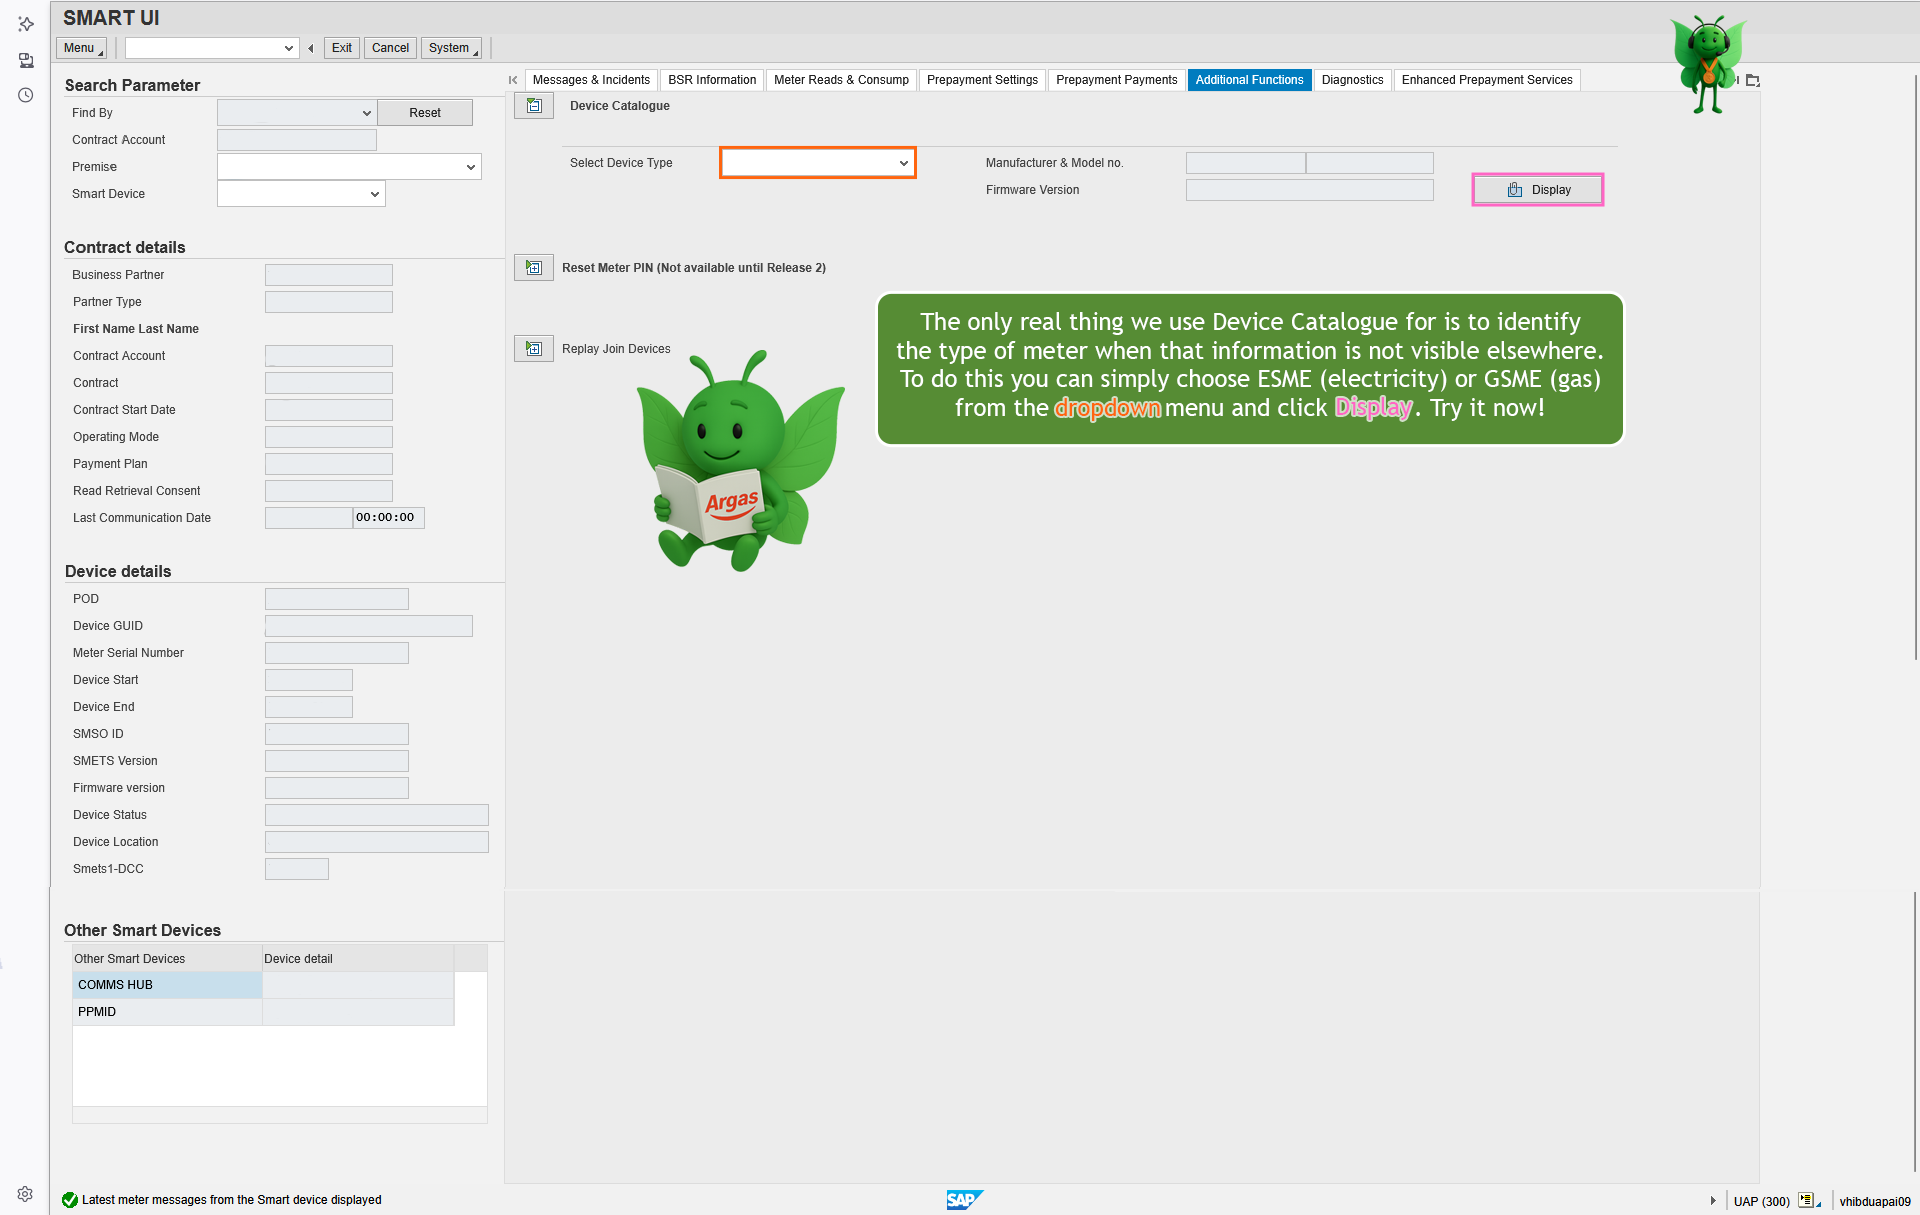 SMART UI
Menu
Exit
Cancel
System
Search Parameter
Find By
Reset
Contract Account
Premise
Smart Device
Contract details
Business Partner
Partner Type
First Name Last Name
Contract Account
Contract
Contract Start Date
Operating Mode
Payment Plan
Read Retrieval Consent
Last Communication Date
00:00:00
Device details
POD
Device GUID
Meter Serial Number
Device Start
Device End
SMSO ID
SMETS Version
Firmware version
Device Status
Device Location
Smets1-DCC
Other Smart Devices
Other Smart Devices
Device detail
COMMS HUB
PPMID
Messages & Incidents
BSR Information
Meter Reads & Consump
Prepayment Settings
Prepayment Payments
Additional Functions
Diagnostics
Enhanced Prepayment Services
Device Catalogue
Select Device Type
Manufacturer & Model no.
Firmware Version
Display
Reset Meter PIN (Not available until Release 2)
Replay Join Devices
The only real thing we use Device Catalogue for is to identify
the type of meter when that information is not visible elsewhere.
To do this you can simply choose ESME (electricity) or GSME (gas)
from the dropdown menu and click Display. Try it now!
Argas
Latest meter messages from the Smart device displayed
SAP
UAP (300)
vhibduapai09